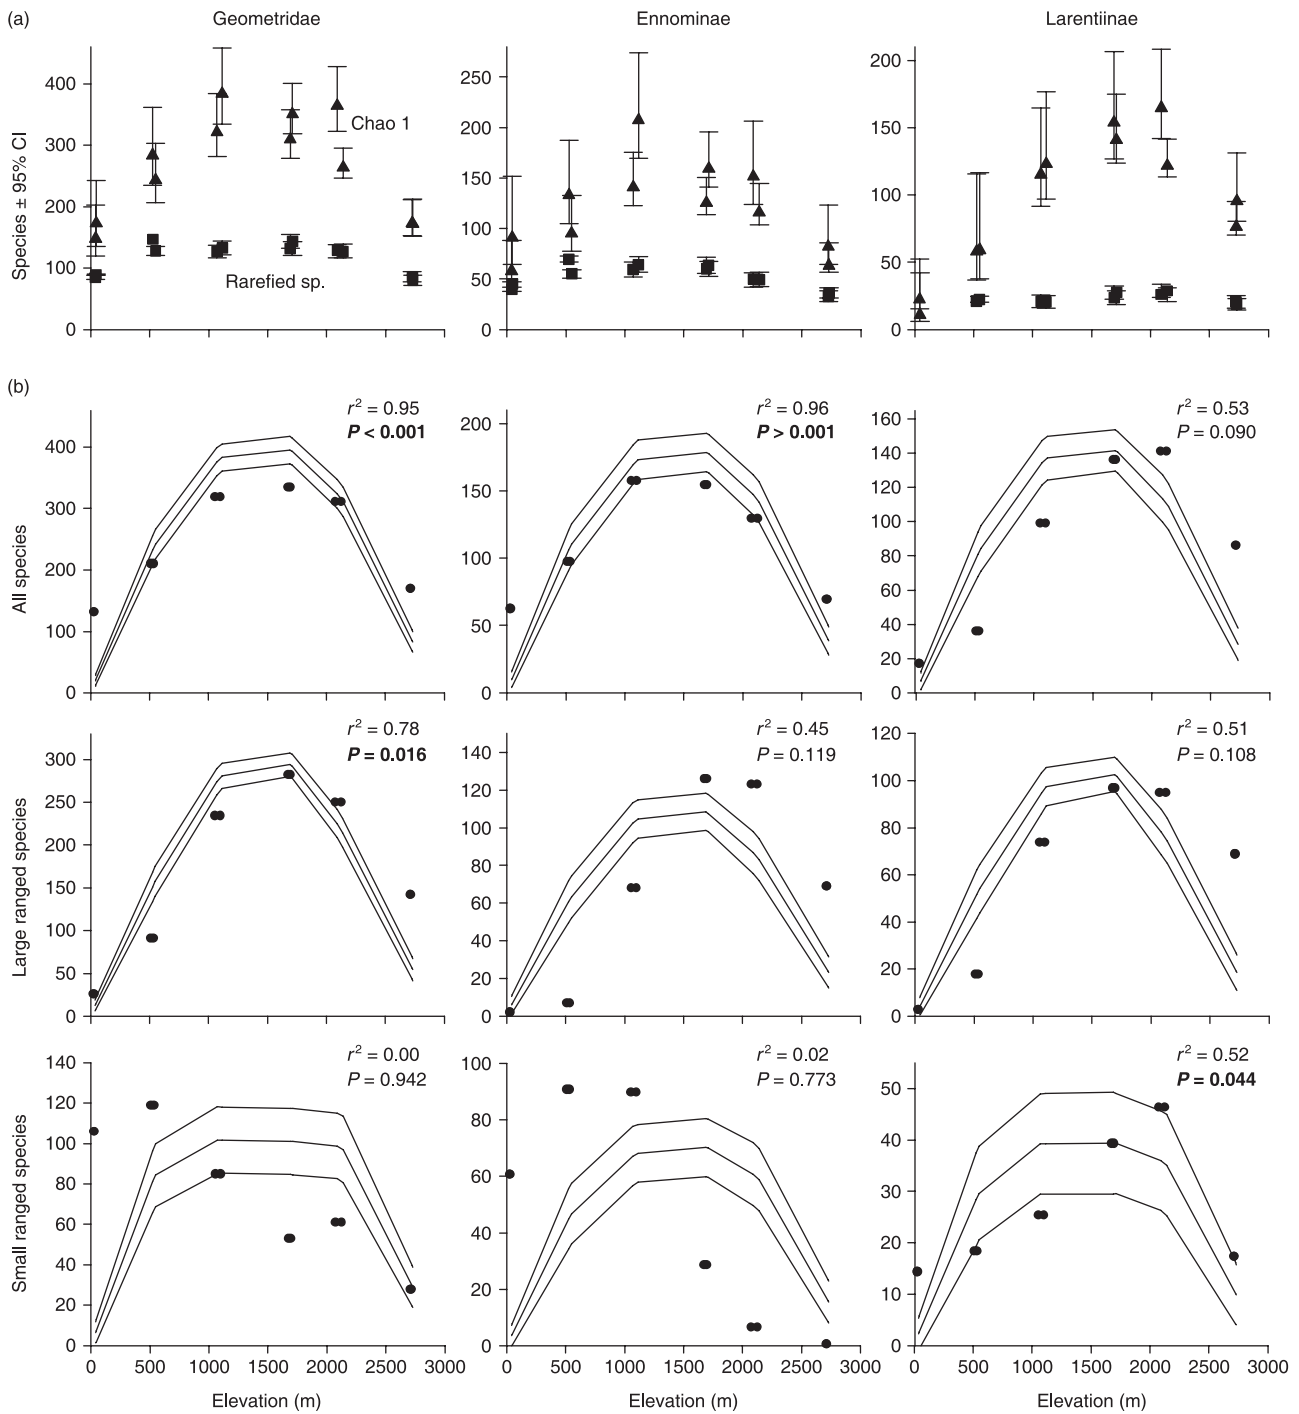 (a)
Geometridae
Ennominae
Larentiinae
Species ± 95% CI
400
300
200
100
0
Chao 1
Rarefied sp.
250
200
150
100
50
0
200
150
100
50
0
(b)
All species
r² = 0.95
P < 0.001
400
300
200
100
0
r² = 0.96
P > 0.001
200
150
100
50
0
r² = 0.53
P = 0.090
160
140
120
100
80
60
40
20
0
Large ranged species
r² = 0.78
P = 0.016
300
250
200
150
100
50
0
r² = 0.45
P = 0.119
140
120
100
80
60
40
20
0
r² = 0.51
P = 0.108
120
100
80
60
40
20
0
Small ranged species
r² = 0.00
P = 0.942
140
120
100
80
60
40
20
0
r² = 0.02
P = 0.773
100
80
60
40
20
0
r² = 0.52
P = 0.044
50
40
30
20
10
0
0 500 1000 1500 2000 2500 3000
0 500 1000 1500 2000 2500 3000
0 500 1000 1500 2000 2500 3000
Elevation (m)
Elevation (m)
Elevation (m)